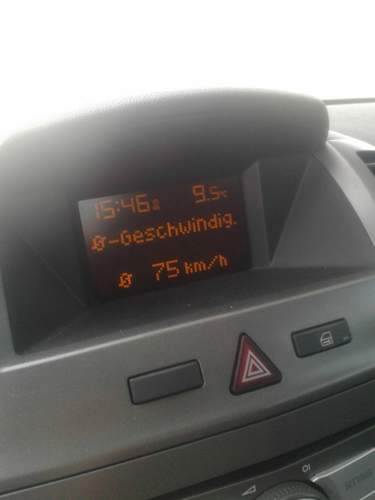 15:46 9.5°C
Ø-Geschwindig.
Ø 75 km/h